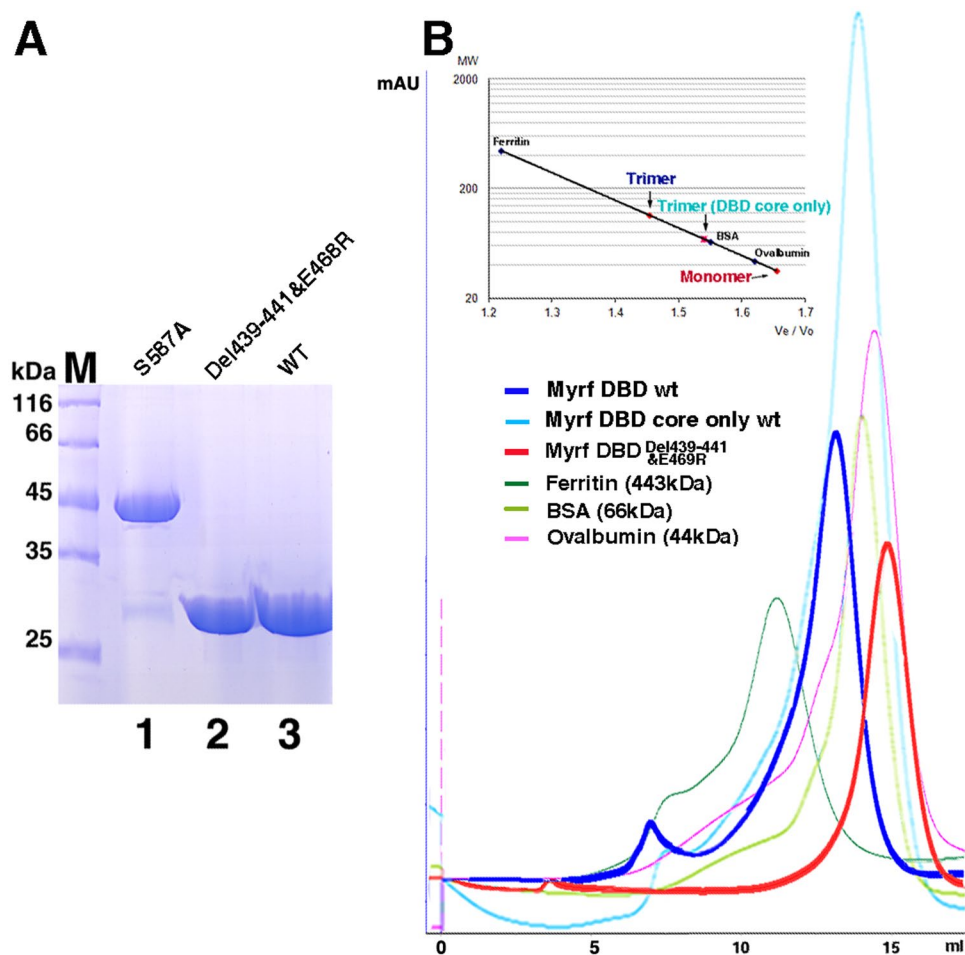 A
kDa
M
S587A
Del439-441&E468R
WT
116
66
45
35
25
1
2
3
B
mAU
MW
2000
200
20
Ferritin
Trimer
Trimer (DBD core only)
BSA
Ovalbumin
Monomer
1.2 1.3 1.4 1.5 1.6 1.7
Ve / Vo
Myrf DBD wt
Myrf DBD core only wt
Myrf DBD Del439-441
&E469R
Ferritin (443kDa)
BSA (66kDa)
Ovalbumin (44kDa)
0 5 10 15 ml